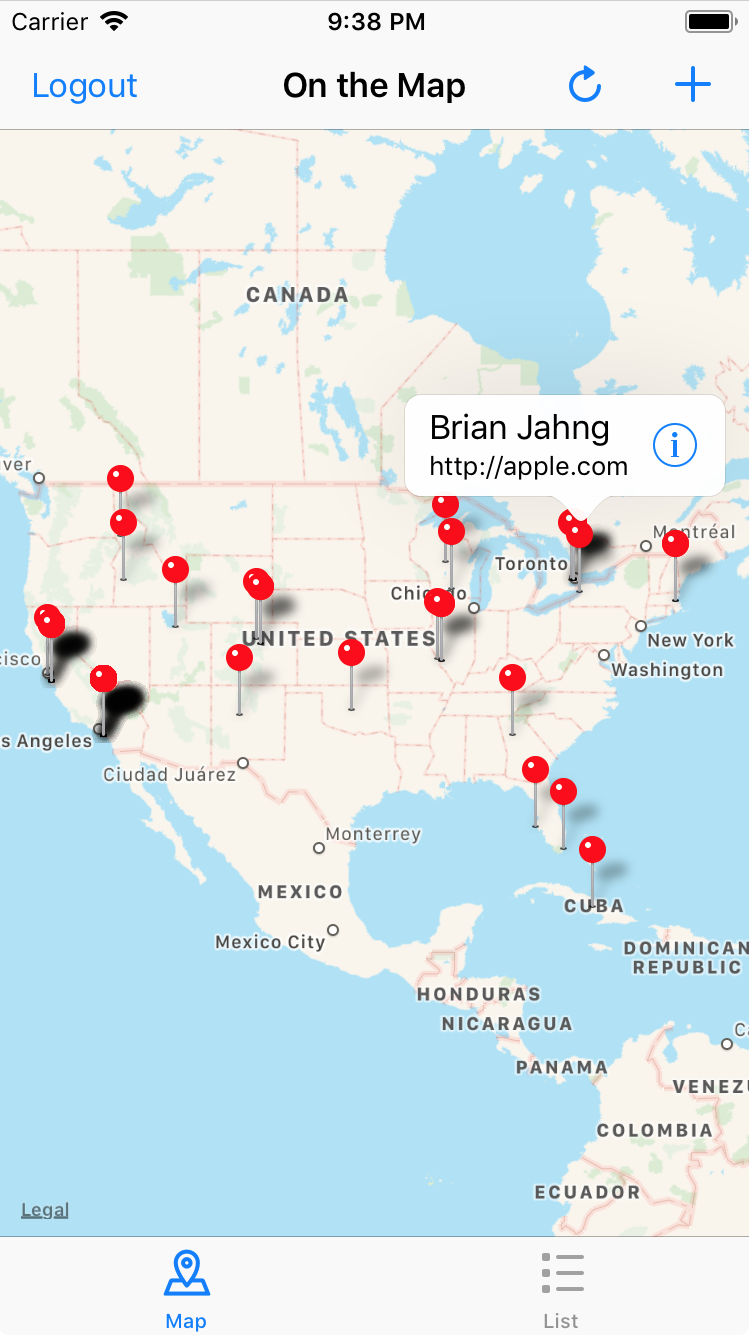 Carrier 9:38 PM
Logout On the Map
CANADA
Brian Jahng
http://apple.com
ver
Montréal
Toronto
Chicago
UNITED STATES
New York
cisco
Washington
s Angeles
Ciudad Juárez
Monterrey
MEXICO
CUBA
Mexico City
DOMINICAN
REPUBLIC
HONDURAS
NICARAGUA
Ca
PANAMA
VENEZU
COLOMBIA
ECUADOR
Legal
Map List